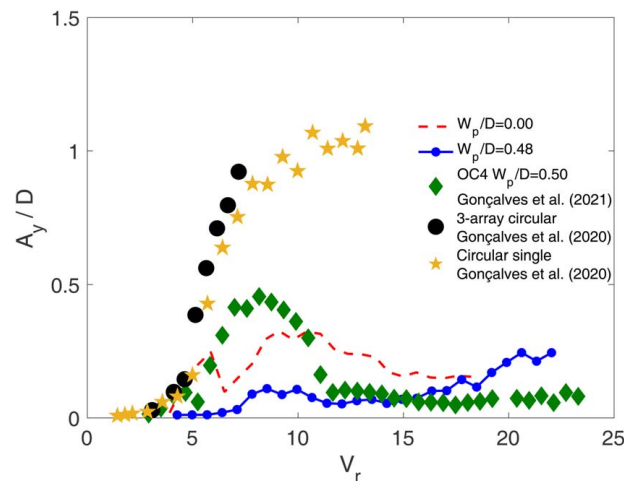 1.5
1
0.5
0
A_y / D
0 5 10 15 20 25
V_r
W_p/D=0.00
W_p/D=0.48
OC4 W_p/D=0.50
Gonçalves et al. (2021)
3-array circular
Gonçalves et al. (2020)
Circular single
Gonçalves et al. (2020)